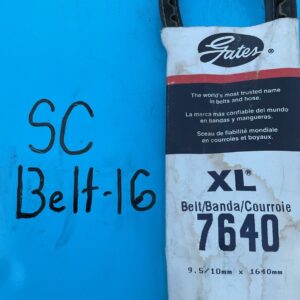 SC
Belt-16
Gates®
The world's most trusted name
in belts and hose.
La marca más confiable del mundo
en bandas y mangueras.
Sceau de fiabilité mondiale
en courroies et boyaux.
XL®
Belt/Banda/Courroie
7640
9.5/10mm x 1640mm